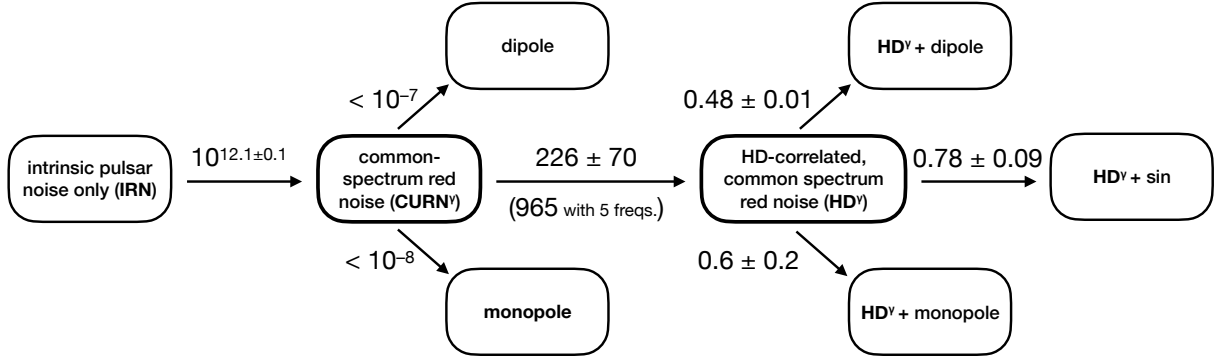 dipole
HDᵞ + dipole
< 10⁻⁷
0.48 ± 0.01
intrinsic pulsar
noise only (IRN)
10¹²·¹±⁰·¹
common-
spectrum red
noise (CURNᵞ)
226 ± 70
(965 with 5 freqs.)
HD-correlated,
common spectrum
red noise (HDᵞ)
0.78 ± 0.09
HDᵞ + sin
< 10⁻⁸
0.6 ± 0.2
monopole
HDᵞ + monopole